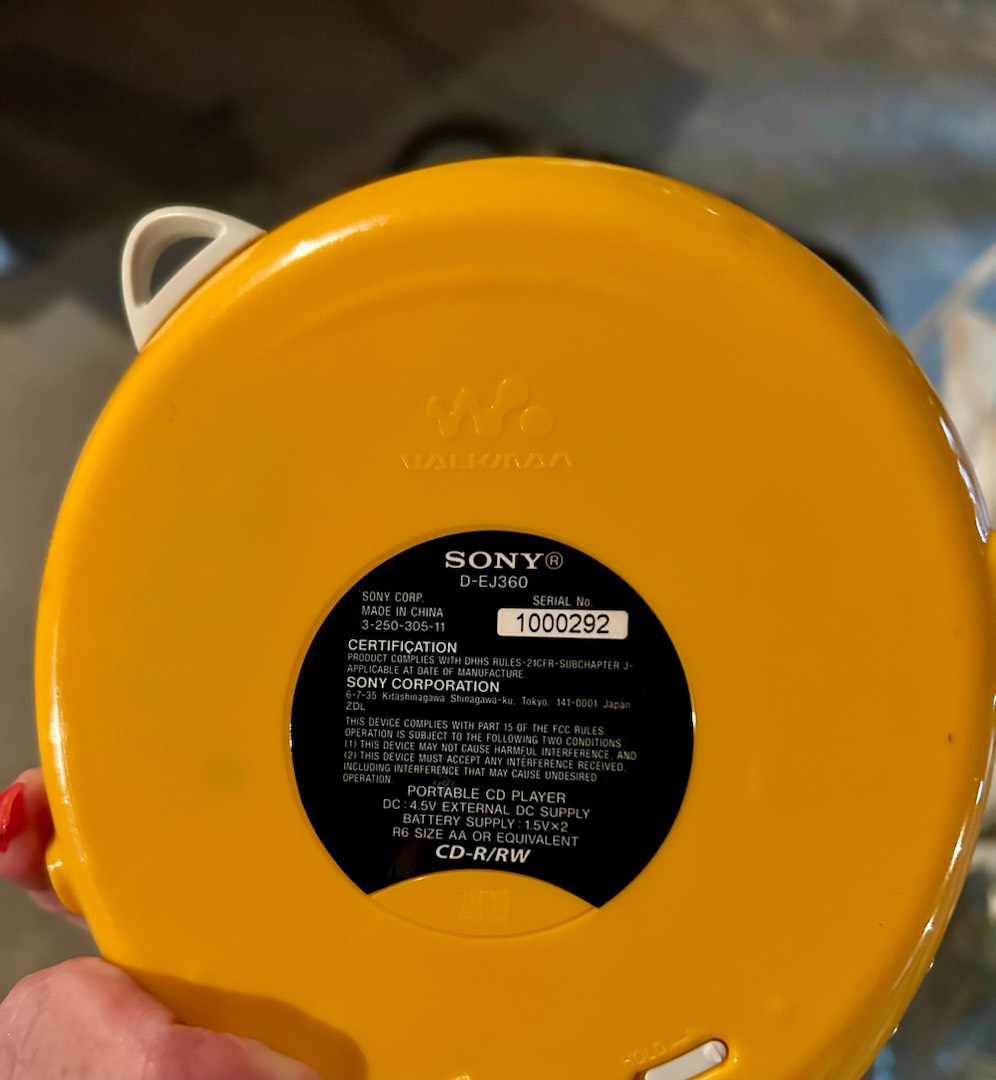 WALKMAN
SONY®
D-EJ360
SONY CORP.
MADE IN CHINA
3-250-305-11
SERIAL No.
1000292
CERTIFICATION
PRODUCT COMPLIES WITH DHHS RULES-21CFR-SUBCHAPTER J-
APPLICABLE AT DATE OF MANUFACTURE.
SONY CORPORATION
6-7-35 Kitashinagawa Shinagawa-ku, Tokyo, 141-0001 Japan
ZDL
THIS DEVICE COMPLIES WITH PART 15 OF THE FCC RULES.
OPERATION IS SUBJECT TO THE FOLLOWING TWO CONDITIONS:
(1) THIS DEVICE MAY NOT CAUSE HARMFUL INTERFERENCE, AND
(2) THIS DEVICE MUST ACCEPT ANY INTERFERENCE RECEIVED,
INCLUDING INTERFERENCE THAT MAY CAUSE UNDESIRED
OPERATION.
PORTABLE CD PLAYER
DC : 4.5V EXTERNAL DC SUPPLY
BATTERY SUPPLY : 1.5V×2
R6 SIZE AA OR EQUIVALENT
CD-R/RW
HOLD